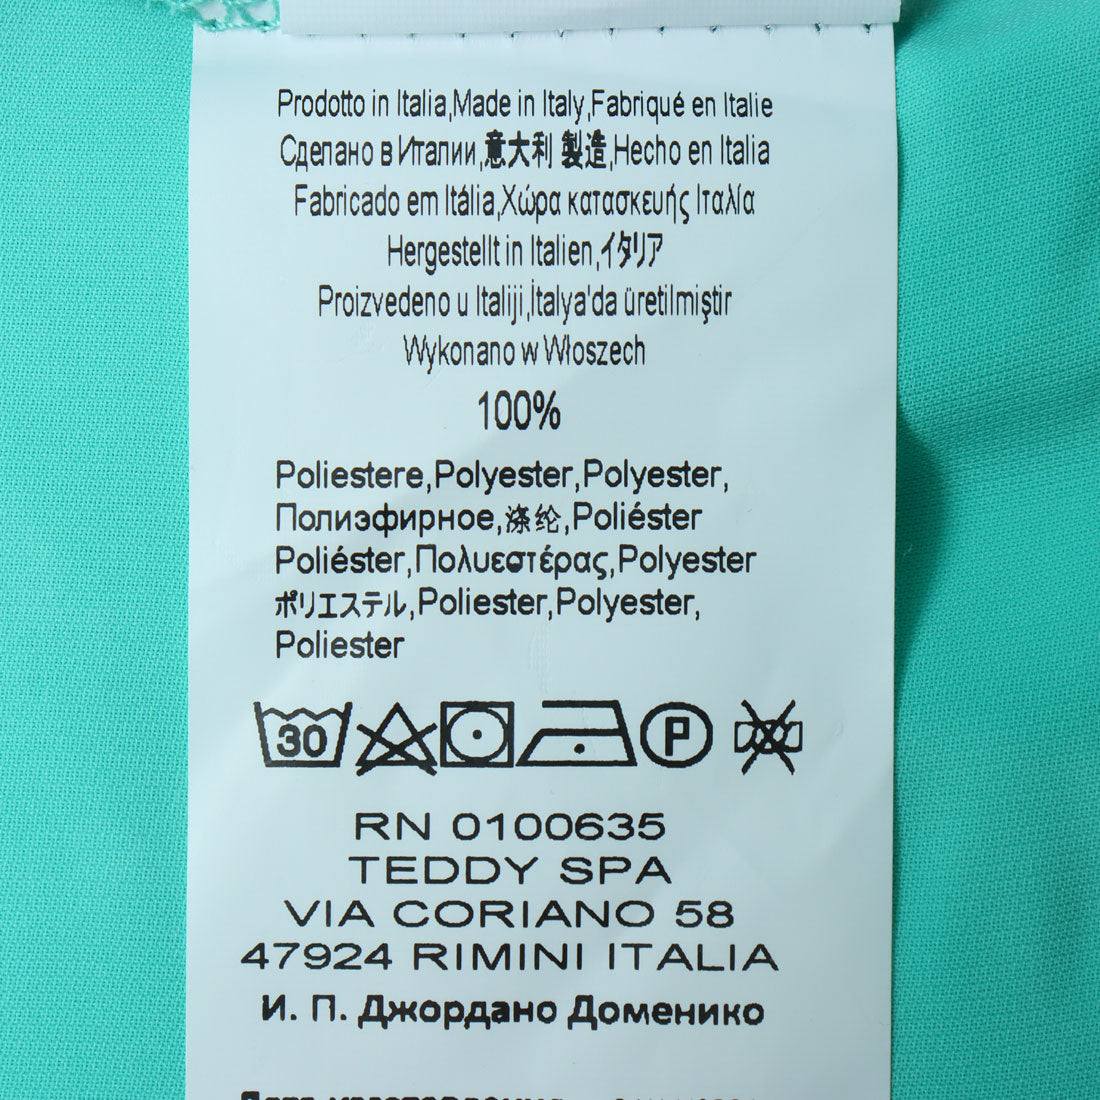 Prodotto in Italia,Made in Italy,Fabriqué en Italie
Сделано в Италии,意大利 製造,Hecho en Italia
Fabricado em Itália,Χώρα κατασκευής Ιταλία
Hergestellt in Italien,イタリア
Proizvedeno u Italiji,İtalya'da üretilmiştir
Wykonano w Włoszech
100%
Poliestere,Polyester,Polyester,
Полиэфирное,涤纶,Poliéster
Poliéster,Πολυεστέρας,Polyester
ポリエステル,Poliester,Polyester,
Poliester
30 P
RN 0100635
TEDDY SPA
VIA CORIANO 58
47924 RIMINI ITALIA
И. П. Джордано Доменико